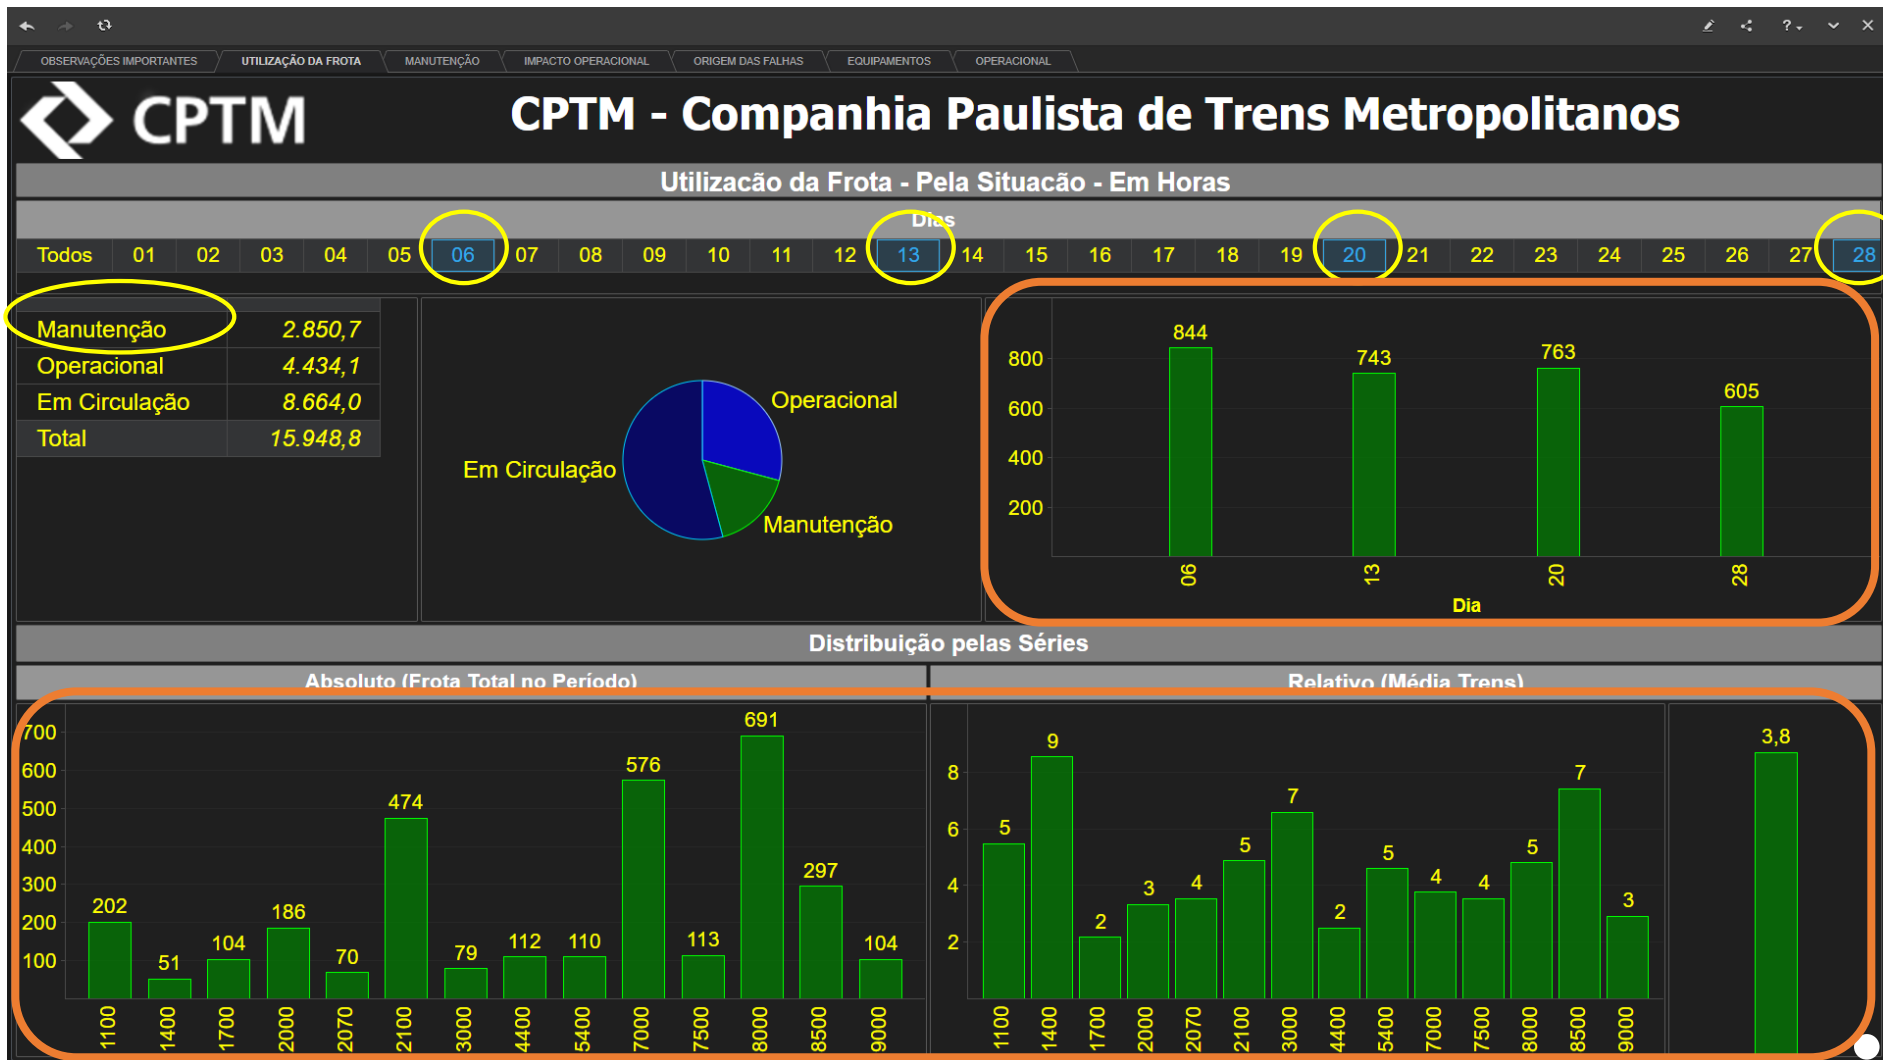 OBSERVAÇÕES IMPORTANTES UTILIZAÇÃO DA FROTA MANUTENÇÃO IMPACTO OPERACIONAL ORIGEM DAS FALHAS EQUIPAMENTOS OPERACIONAL
CPTM
CPTM - Companhia Paulista de Trens Metropolitanos
Utilizacão da Frota - Pela Situacão - Em Horas
Dias
Todos 01 02 03 04 05 06 07 08 09 10 11 12 13 14 15 16 17 18 19 20 21 22 23 24 25 26 27 28
Manutenção 2.850,7
Operacional 4.434,1
Em Circulação 8.664,0
Total 15.948,8
Operacional
Em Circulação
Manutenção
844
743
763
605
800
600
400
200
06 13 20 28
Dia
Distribuição pelas Séries
Absoluto (Frota Total no Período)
Relativo (Média Trens)
700
600
500
400
300
200
100
202 51 104 186 70 474 79 112 110 576 113 691 297 104
1100 1400 1700 2000 2070 2100 3000 4400 5400 7000 7500 8000 8500 9000
8
6
4
2
5 9 2 3 4 5 7 2 5 4 4 5 7 3
1100 1400 1700 2000 2070 2100 3000 4400 5400 7000 7500 8000 8500 9000
3,8